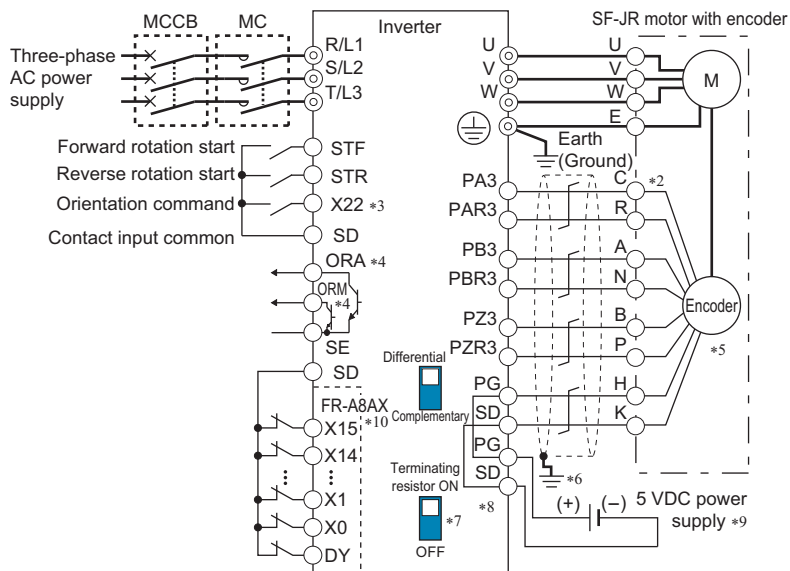 MCCB
MC
Inverter
SF-JR motor with encoder
Three-phase
AC power
supply
R/L1
S/L2
T/L3
U
V
W
U
V
W
E
M
Earth
(Ground)
Forward rotation start
STF
Reverse rotation start
STR
Orientation command
X22 *3
Contact input common
SD
ORA *4
ORM
*4
SE
SD
FR-A8AX
*10
X15
X14
X1
X0
DY
Differential
Complementary
Terminating
resistor ON
*7
OFF
PA3
PAR3
PB3
PBR3
PZ3
PZR3
PG
SD
PG
SD
*8
C *2
R
A
N
B
P
H
K
Encoder
*5
*6
(+)
(−)
5 VDC power
supply *9